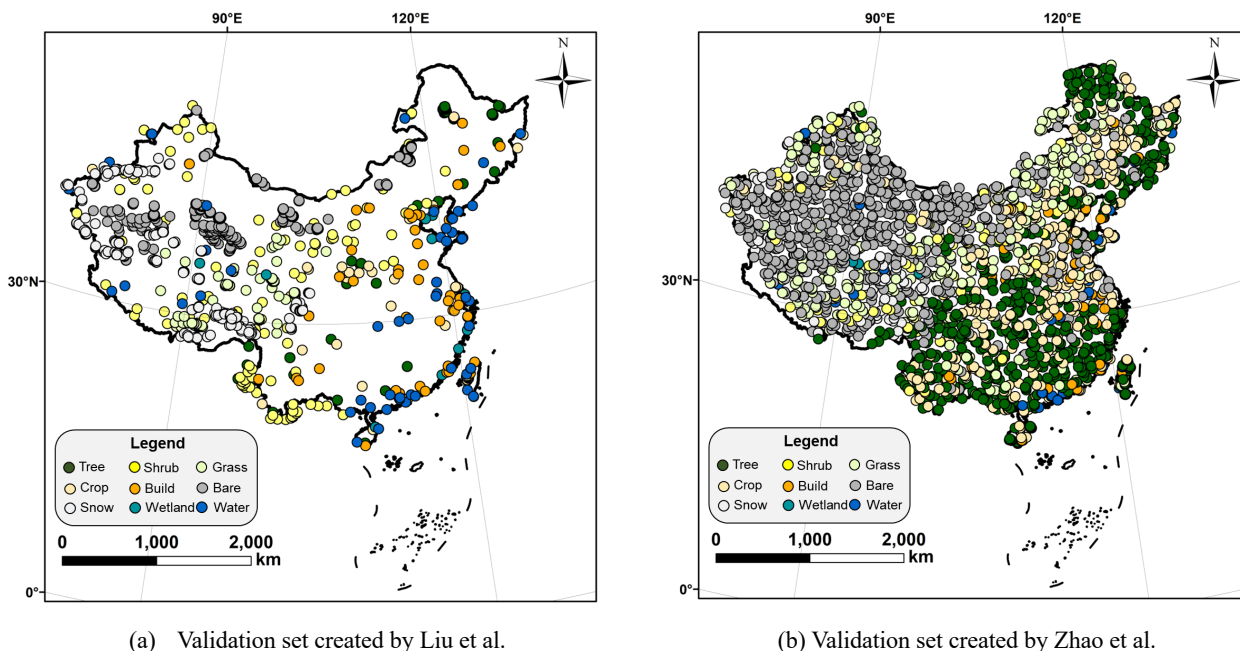 90°E 120°E
N
30°N
0°
Legend
Tree Shrub Grass
Crop Build Bare
Snow Wetland Water
0 1,000 2,000
km
(a) Validation set created by Liu et al.
90°E 120°E
N
30°N
0°
Legend
Tree Shrub Grass
Crop Build Bare
Snow Wetland Water
0 1,000 2,000
km
(b) Validation set created by Zhao et al.